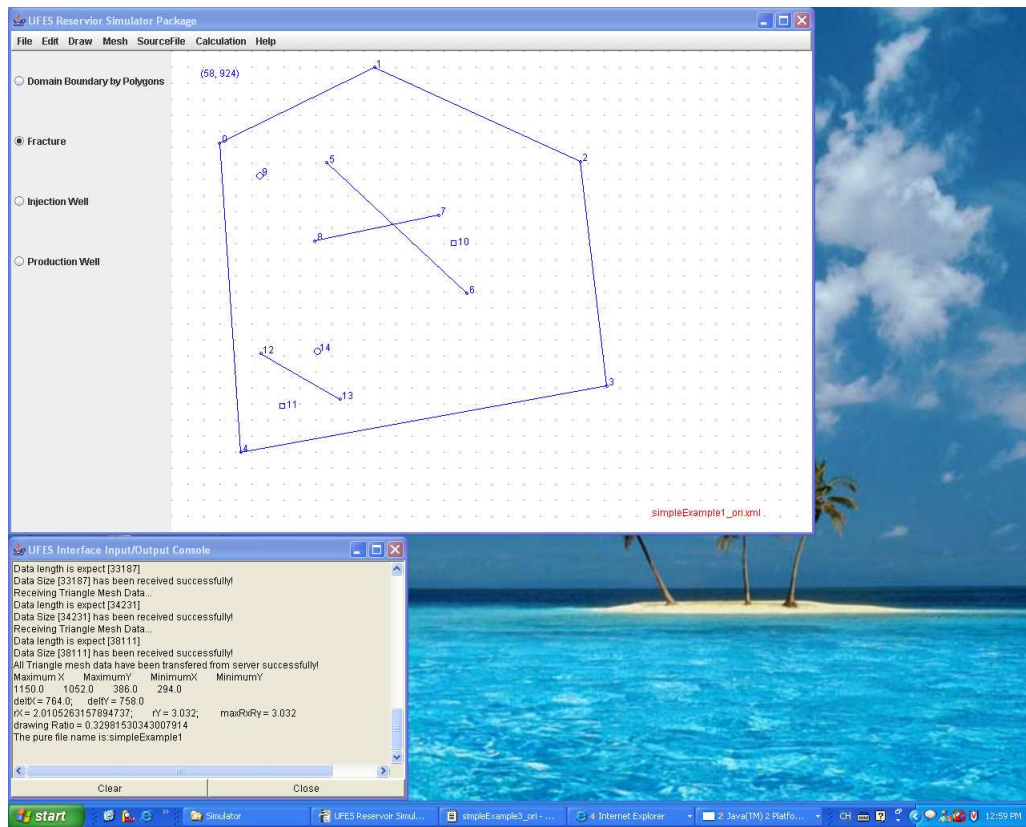 UFES Reservior Simulator Package
File Edit Draw Mesh SourceFile Calculation Help
Domain Boundary by Polygons
Fracture
Injection Well
Production Well
(58, 924)
1
0
2
5
9
7
8
10
6
12
14
13
11
3
4
simpleExample1_ori.xml
UFES Interface Input/Output Console
Data length is expect [33187]
Data Size [33187] has been received successfully!
Receiving Triangle Mesh Data...
Data length is expect [34231]
Data Size [34231] has been received successfully!
Receiving Triangle Mesh Data...
Data length is expect [38111]
Data Size [38111] has been received successfully!
All Triangle mesh data have been transfered from server successfully!
Maximum X MaximumY MinimumX MinimumY
1150.0 1052.0 386.0 294.0
deltX = 764.0; deltY = 758.0
rX = 2.0105263157894737; rY = 3.032; maxRxRy = 3.032
drawing Ratio = 0.32981530343007914
The pure file name is:simpleExample1
Clear Close
start Simulator UFES Reservoir Simul... simpleExample3_ori - ... 4 Internet Explorer 2 Java(TM) 2 Platfo... CH 12:59 PM